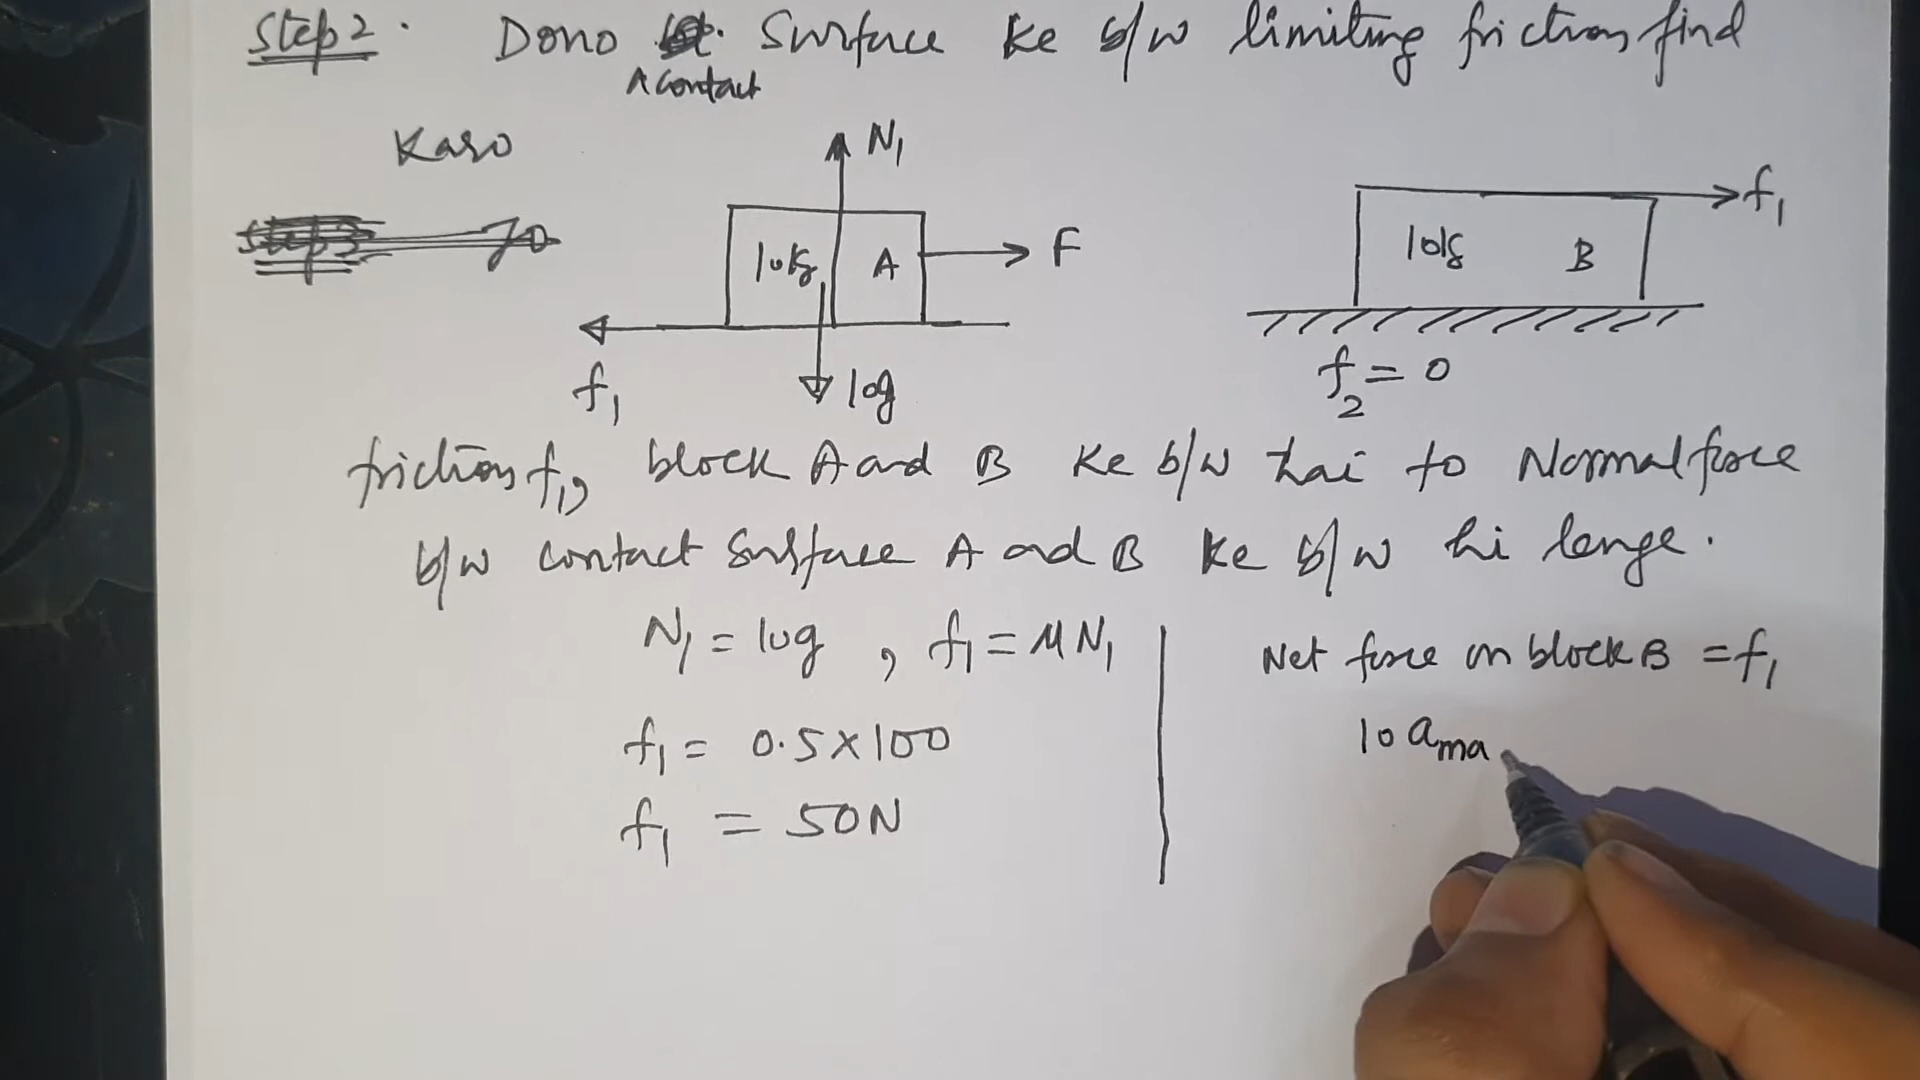 Step 2. Dono Surface Ke b/w limiting friction find
^ contact
Karo
N1
10kg A
F
f1
10g
f1
10kg B
f2 = 0
friction f1, block A and B Ke b/w hai to Normal force
b/w contact Surface A and B Ke b/w hi lenge.
N1 = 10g , f1 = μN1
f1 = 0.5×100
f1 = 50N
Net force on block B = f1
10 ama